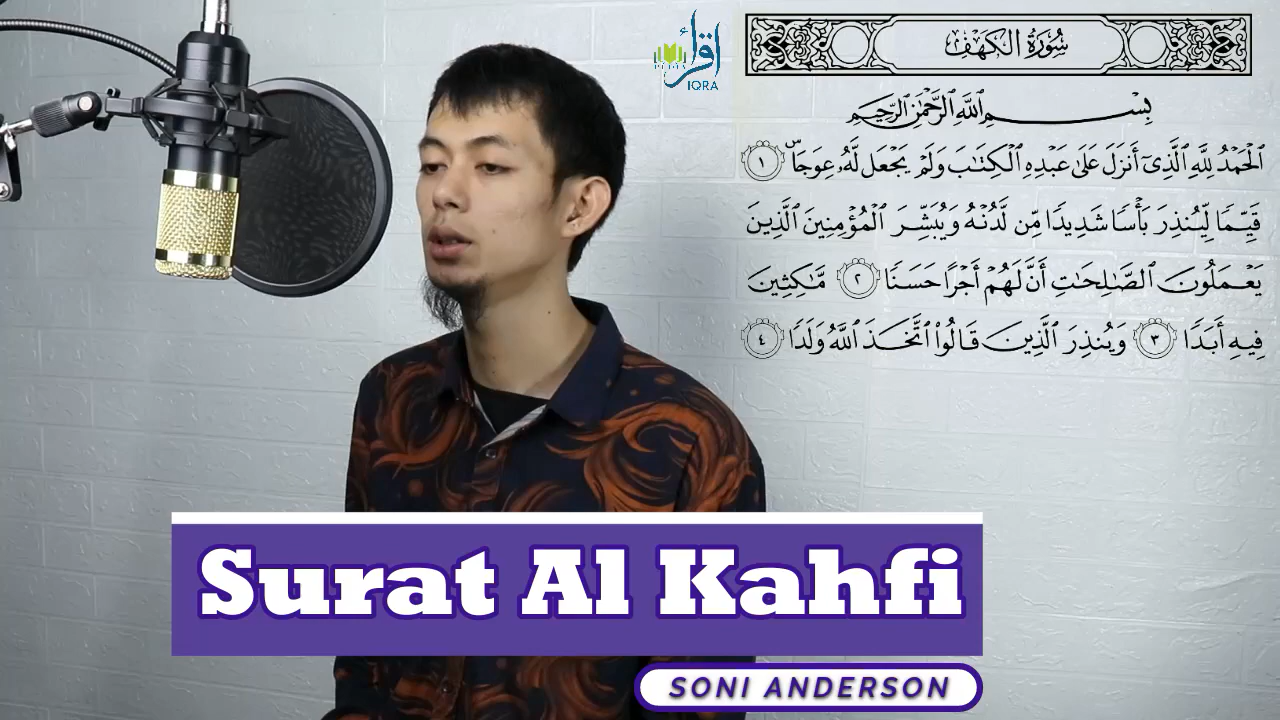 اقرأ
MEDIA
IQRA
سُورَةُ الكَهْفِ
بِسْمِ اللَّهِ الرَّحْمَٰنِ الرَّحِيمِ
ٱلْحَمْدُ لِلَّهِ ٱلَّذِىٓ أَنزَلَ عَلَىٰ عَبْدِهِ ٱلْكِتَٰبَ وَلَمْ يَجْعَل لَّهُۥ عِوَجَاۜ ١
قَيِّمًا لِّيُنذِرَ بَأْسًا شَدِيدًا مِّن لَّدُنْهُ وَيُبَشِّرَ ٱلْمُؤْمِنِينَ ٱلَّذِينَ
يَعْمَلُونَ ٱلصَّٰلِحَٰتِ أَنَّ لَهُمْ أَجْرًا حَسَنًا ٢ مَّٰكِثِينَ
فِيهِ أَبَدًا ٣ وَيُنذِرَ ٱلَّذِينَ قَالُوا۟ ٱتَّخَذَ ٱللَّهُ وَلَدًا ٤
Surat Al Kahfi
SONI ANDERSON